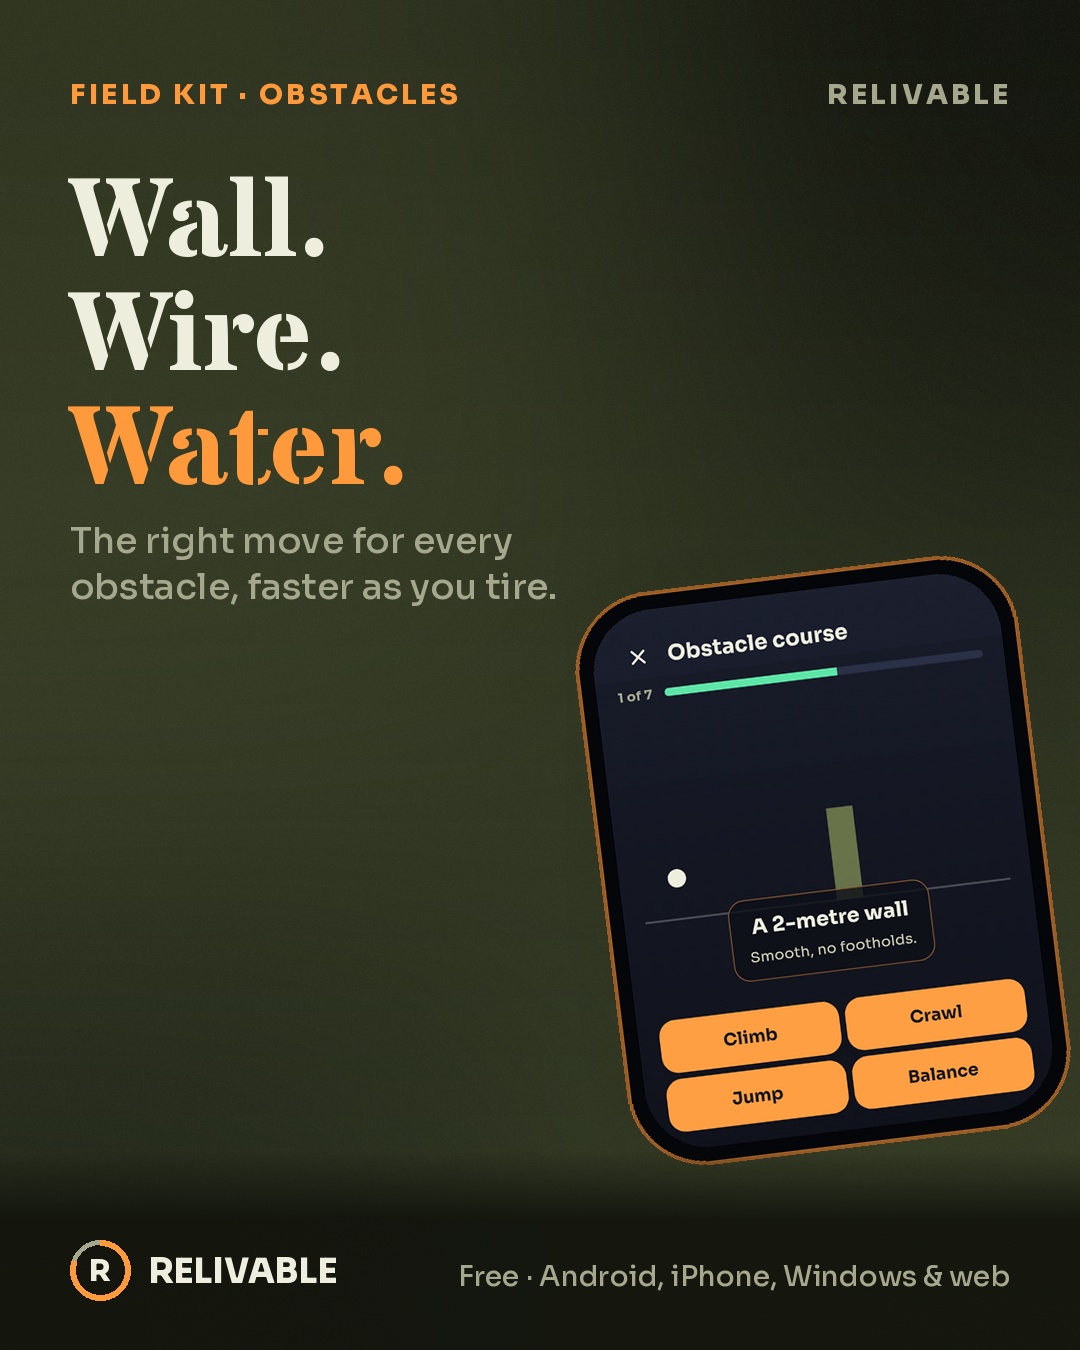 FIELD KIT · OBSTACLES
RELIVABLE
Wall.
Wire.
Water.
The right move for every
obstacle, faster as you tire.
Obstacle course
1 of 7
A 2-metre wall
Smooth, no footholds.
Climb
Crawl
Jump
Balance
R
RELIVABLE
Free · Android, iPhone, Windows & web